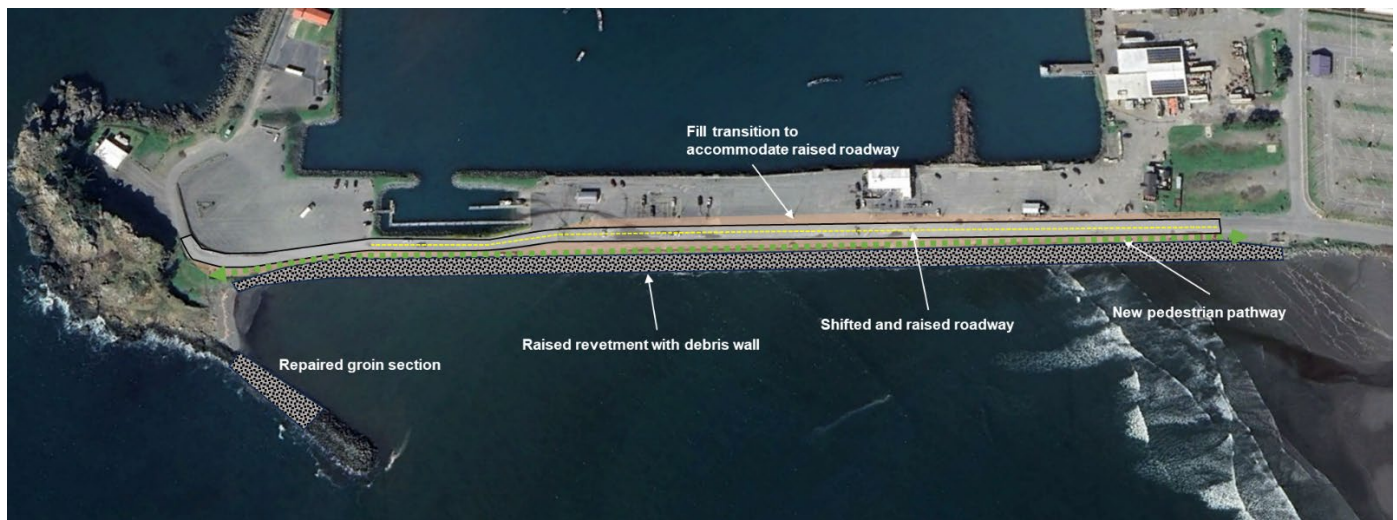 Fill transition to
accommodate raised roadway
Shifted and raised roadway
New pedestrian pathway
Raised revetment with debris wall
Repaired groin section